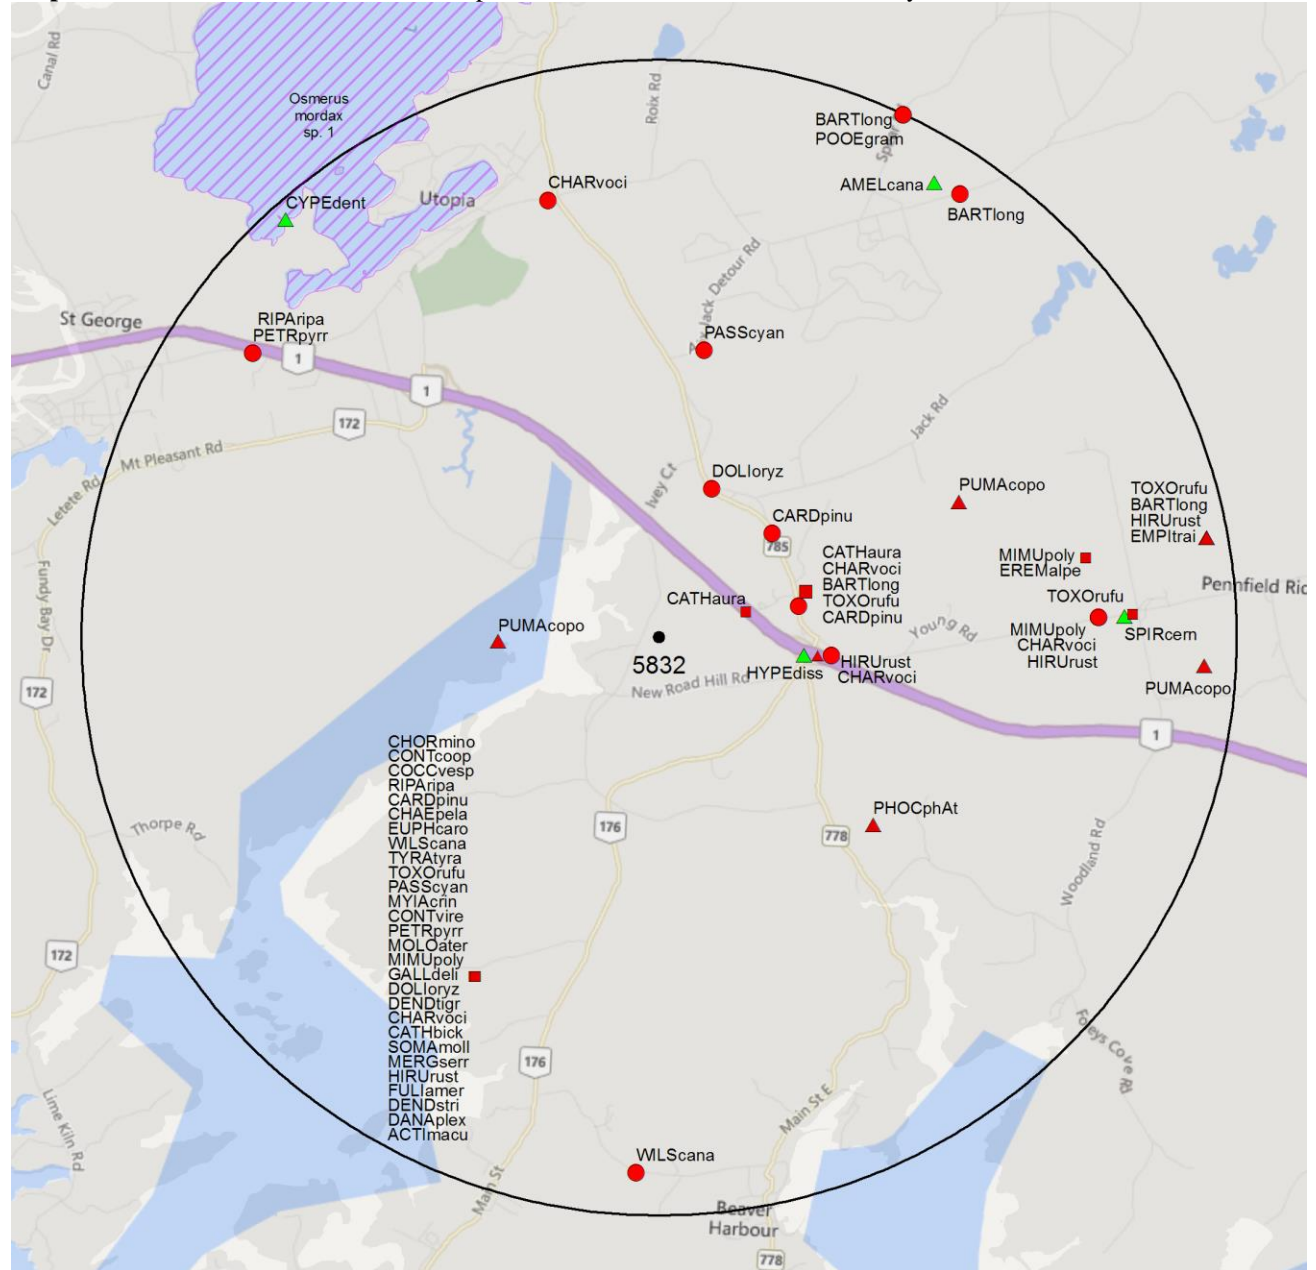 Canal Rd
Osmerus
mordax
sp. 1
Roix Rd
BARTlong
POOEgram
CYPEdent
Utopia
CHARvoci
AMELcana
BARTlong
St George
RIPAripa
PETRpyrr
1
PASScyan
1
172
Jack Rd
Mt Pleasant Rd
Letete Rd
DOLIoryz
Ivey Ct
PUMAcopo
TOXOrufu
BARTlong
HIRUrust
EMPItrai
CARDpinu
785
CATHaura
CHARvoci
BARTlong
TOXOrufu
CARDpinu
MIMUpoly
EREMalpe
Pennfield Rid
Fundy Bay Dr
CATHaura
TOXOrufu
PUMAcopo
5832
Young Rd
MIMUpoly
CHARvoci
HIRUrust
SPIRcern
HYPEdiss
HIRUrust
CHARvoci
New Road Hill Rd
PUMAcopo
172
1
CHORmino
CONTcoop
COCCvesp
RIPAripa
CARDpinu
CHAEpela
EUPHcaro
WILScana
TYRAtyra
TOXOrufu
PASScyan
MYIAcrin
CONTvire
PETRpyrr
MOLOater
MIMUpoly
GALLdeli
DOLIoryz
DENDtigr
CHARvoci
CATHbick
SOMAmoll
MERGserr
HIRUrust
FULIamer
DENDstri
DANAplex
ACTImacu
Thorpe Rd
176
778
PHOCphAt
Woodland Rd
172
176
Foleys Cove Rd
Lime Kiln Rd
Main St E
WILScana
Main St
Beaver
Harbour
778